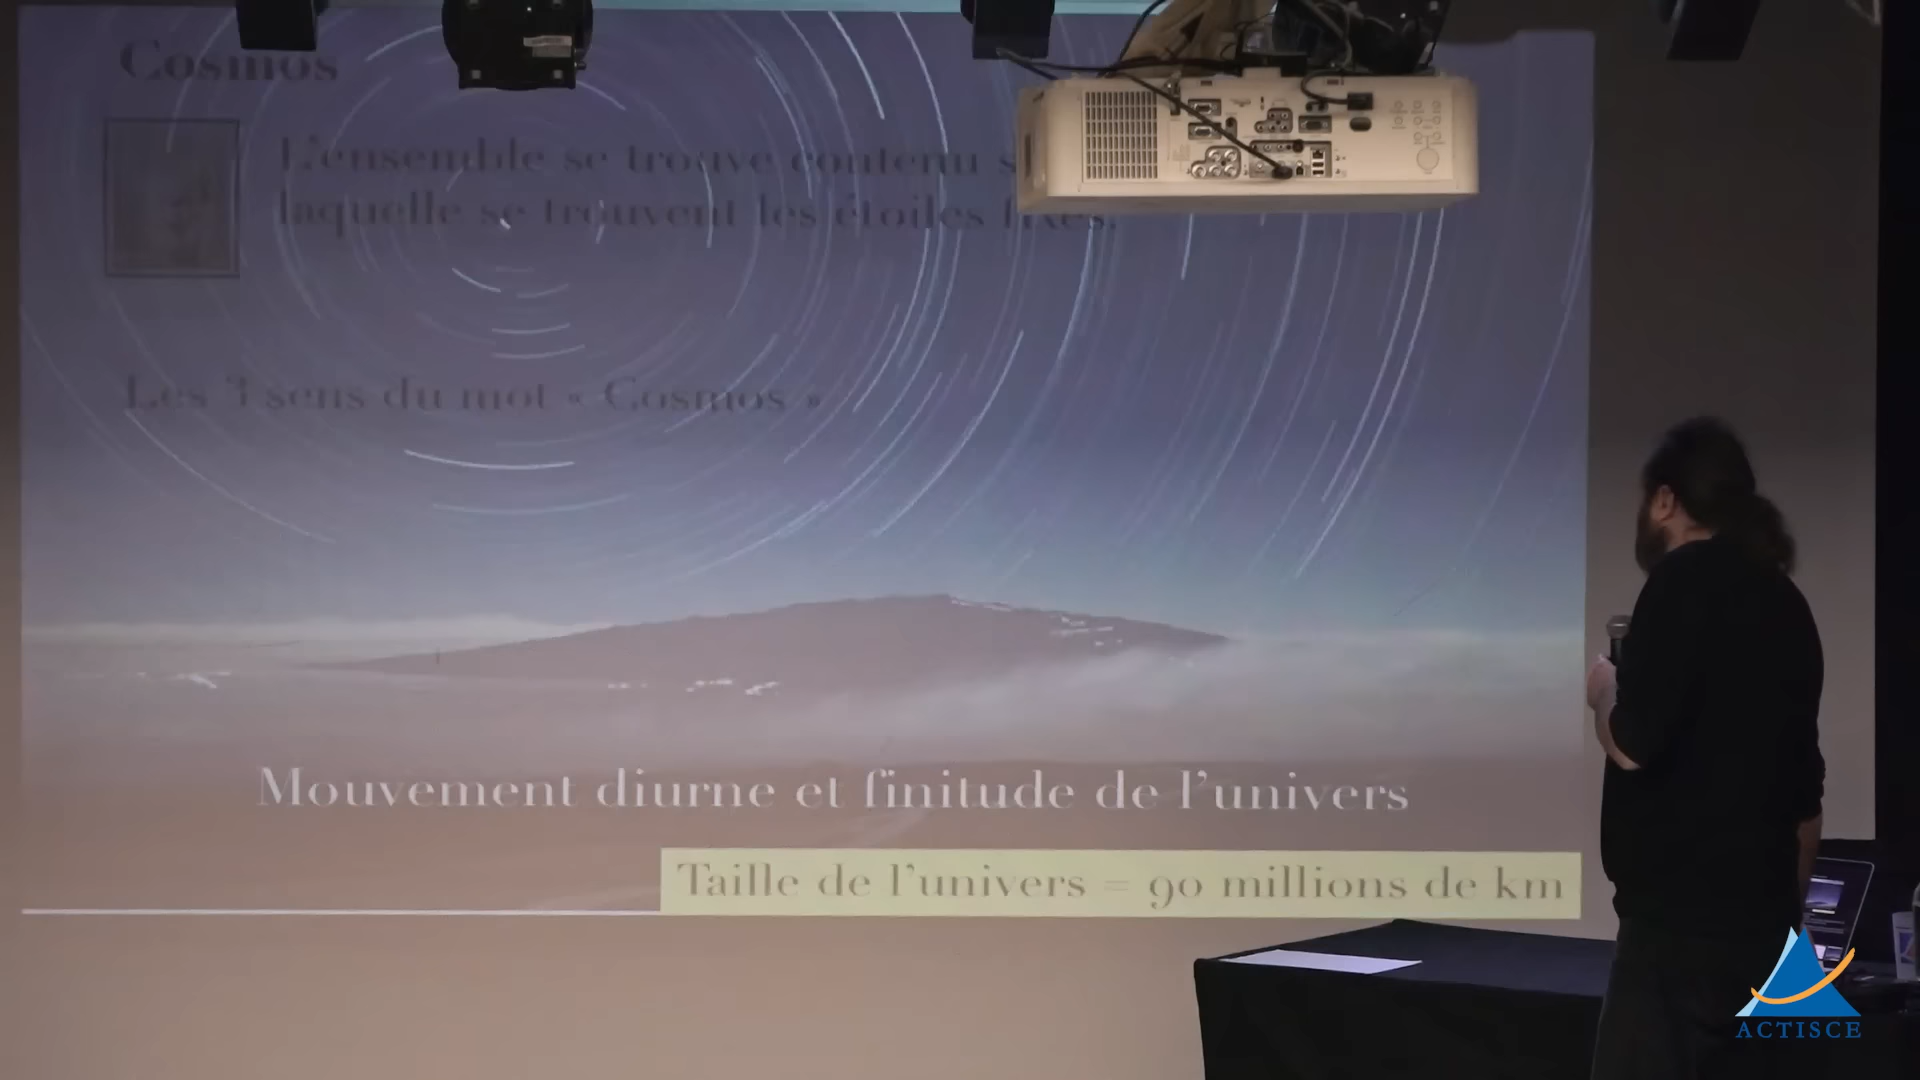 Cosmos
L'ensemble se trouve contenu
laquelle se trouvent les étoiles fixes.
Les 3 sens du mot « Cosmos »
Mouvement diurne et finitude de l'univers
Taille de l'univers = 90 millions de km
ACTISCE